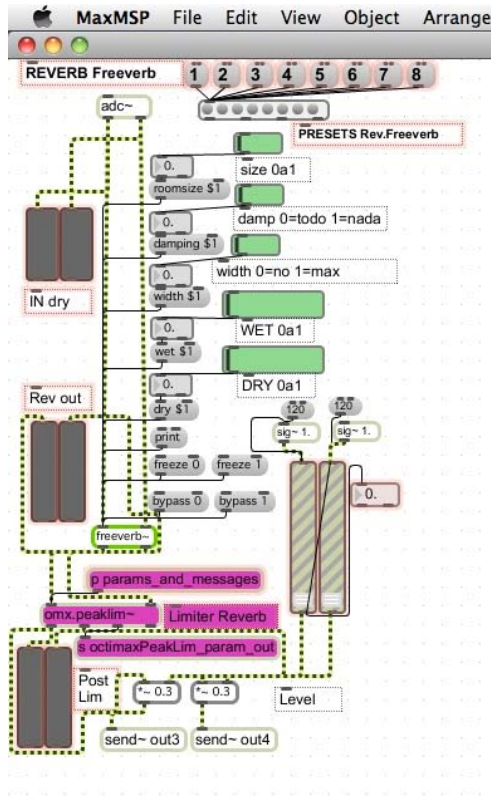 MaxMSP File Edit View Object Arrange
REVERB Freeverb 1 2 3 4 5 6 7 8
adc~
PRESETS Rev.Freeverb
0.
size 0a1
roomsize $1
0.
damp 0=todo 1=nada
damping $1
0.
width 0=no 1=max
IN dry
width $1
0.
WET 0a1
wet $1
0.
DRY 0a1
Rev out
dry $1
120 120
sig~ 1. sig~ 1.
print
freeze 0 freeze 1
0.
bypass 0 bypass 1
freeverb~
p params_and_messages
omx.peaklim~ Limiter Reverb
s octimaxPeakLim_param_out
Post
Lim
*~ 0.3 *~ 0.3
Level
send~ out3 send~ out4